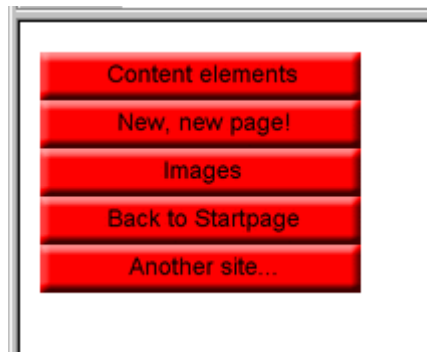 Content elements
New, new page!
Images
Back to Startpage
Another site...